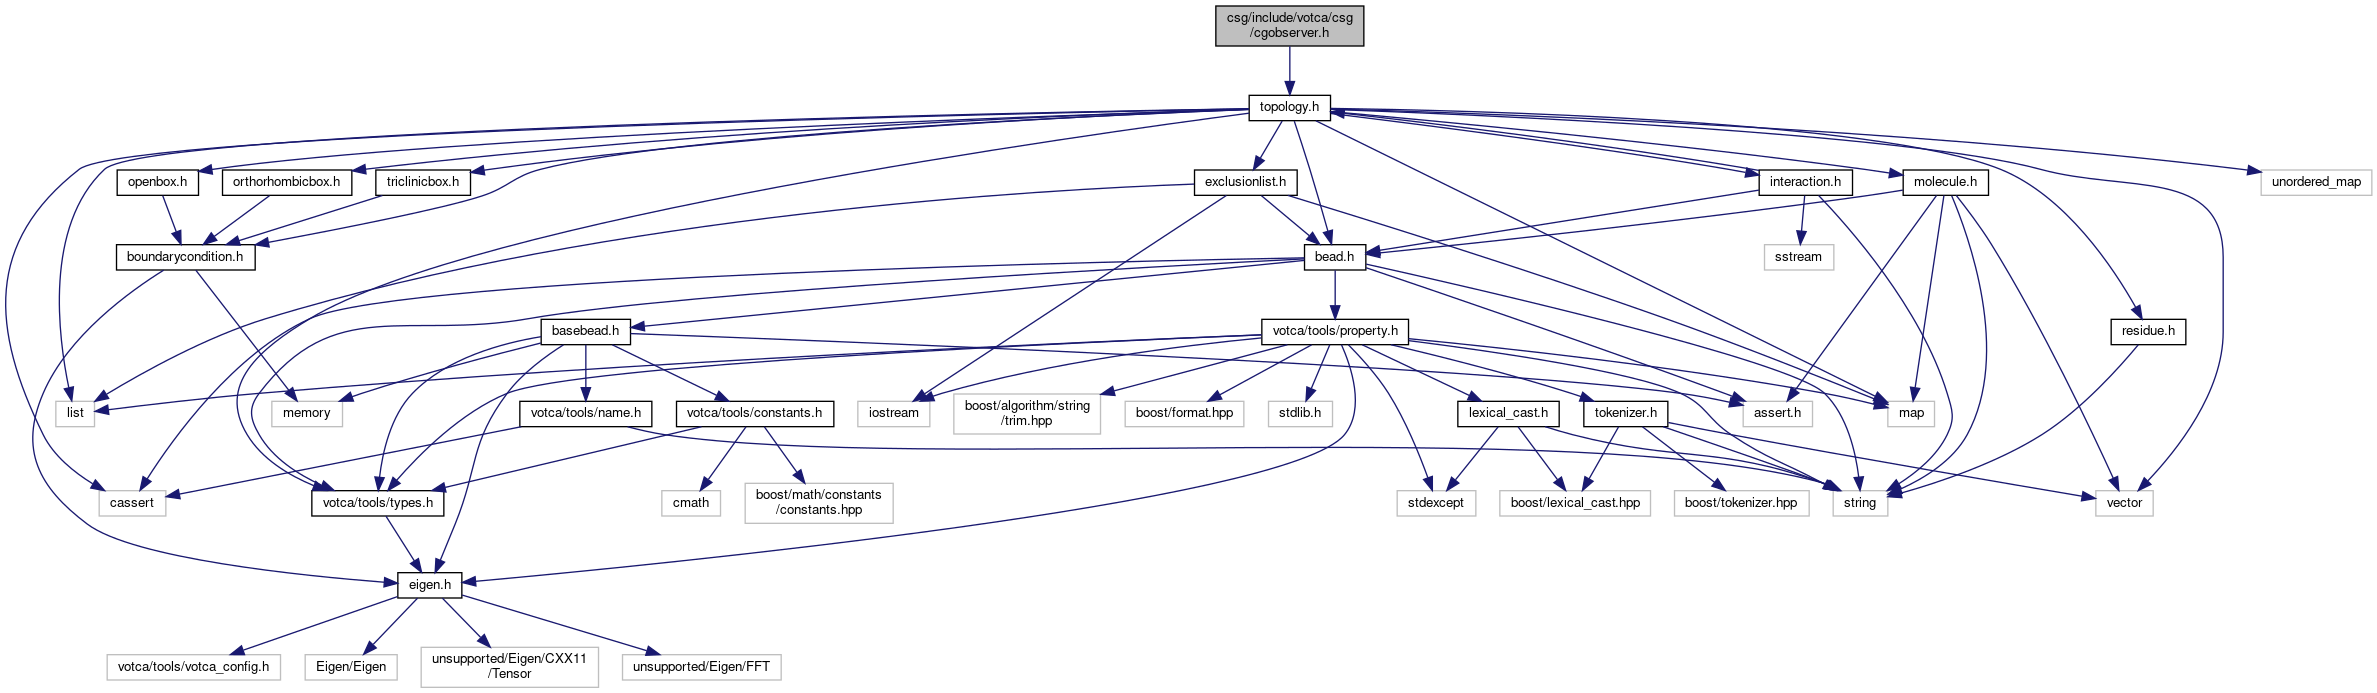 csg/include/votca/csg
/cgobserver.h
topology.h
openbox.h
orthorhombicbox.h
triclinicbox.h
exclusionlist.h
interaction.h
molecule.h
unordered_map
boundarycondition.h
bead.h
sstream
basebead.h
votca/tools/property.h
residue.h
list
memory
votca/tools/name.h
votca/tools/constants.h
iostream
boost/algorithm/string
/trim.hpp
boost/format.hpp
stdlib.h
lexical_cast.h
tokenizer.h
assert.h
map
cassert
votca/tools/types.h
cmath
boost/math/constants
/constants.hpp
stdexcept
boost/lexical_cast.hpp
boost/tokenizer.hpp
string
vector
eigen.h
votca/tools/votca_config.h
Eigen/Eigen
unsupported/Eigen/CXX11
/Tensor
unsupported/Eigen/FFT